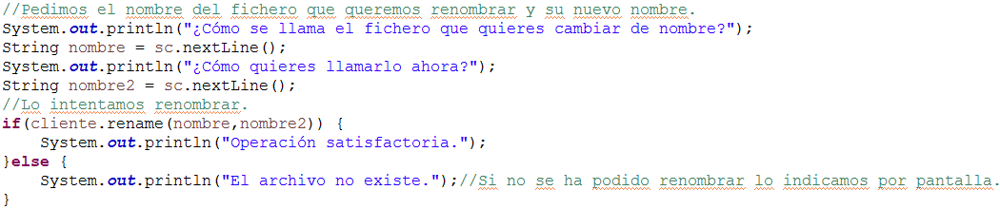 //Pedimos el nombre del fichero que queremos renombrar y su nuevo nombre.
System.out.println("¿Cómo se llama el fichero que quieres cambiar de nombre?");
String nombre = sc.nextLine();
System.out.println("¿Cómo quieres llamarlo ahora?");
String nombre2 = sc.nextLine();
//Lo intentamos renombrar.
if(cliente.rename(nombre,nombre2)) {
    System.out.println("Operación satisfactoria.");
}else {
    System.out.println("El archivo no existe.");//Si no se ha podido renombrar lo indicamos por pantalla.
}